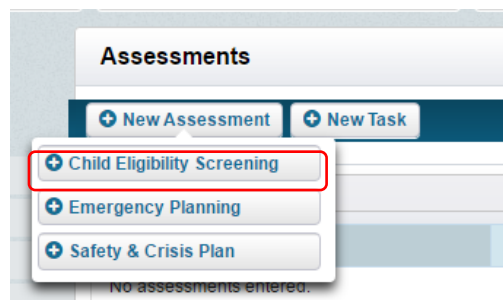 Assessments
New Assessment New Task
Child Eligibility Screening
Emergency Planning
Safety & Crisis Plan
No assessments entered.